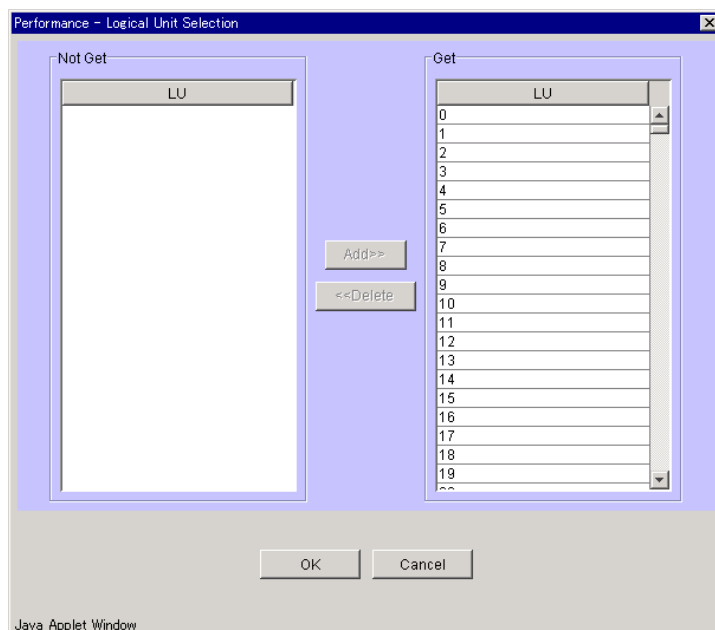 Performance - Logical Unit Selection
Not Get
LU
Get
LU
0
1
2
3
4
5
6
7
8
9
10
11
12
13
14
15
16
17
18
19
Add>>
<<Delete
OK
Cancel
Java Applet Window